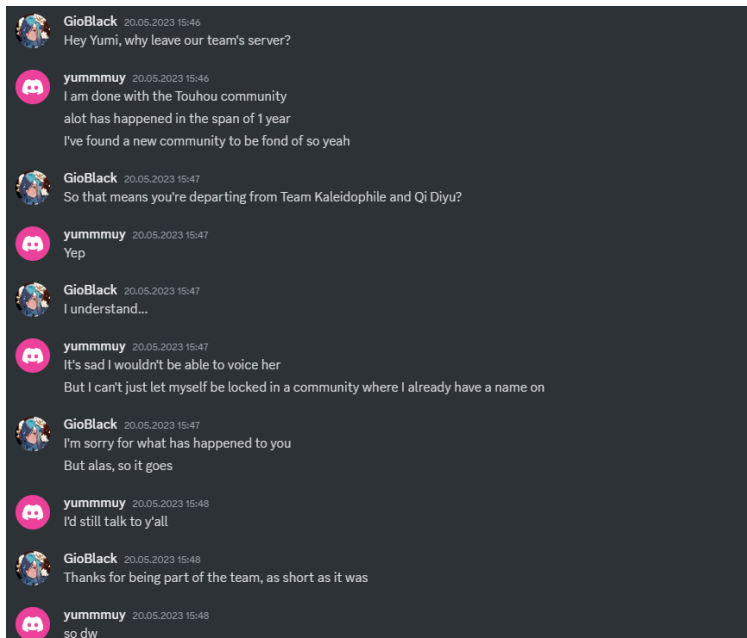 GioBlack 20.05.2023 15:46
Hey Yumi, why leave our team's server?
yummmuy 20.05.2023 15:46
I am done with the Touhou community
alot has happened in the span of 1 year
I've found a new community to be fond of so yeah
GioBlack 20.05.2023 15:47
So that means you're departing from Team Kaleidophile and Qi Diyu?
yummmuy 20.05.2023 15:47
Yep
GioBlack 20.05.2023 15:47
I understand...
yummmuy 20.05.2023 15:47
It's sad I wouldn't be able to voice her
But I can't just let myself be locked in a community where I already have a name on
GioBlack 20.05.2023 15:47
I'm sorry for what has happened to you
But alas, so it goes
yummmuy 20.05.2023 15:48
I'd still talk to y'all
GioBlack 20.05.2023 15:48
Thanks for being part of the team, as short as it was
yummmuy 20.05.2023 15:48
so dw